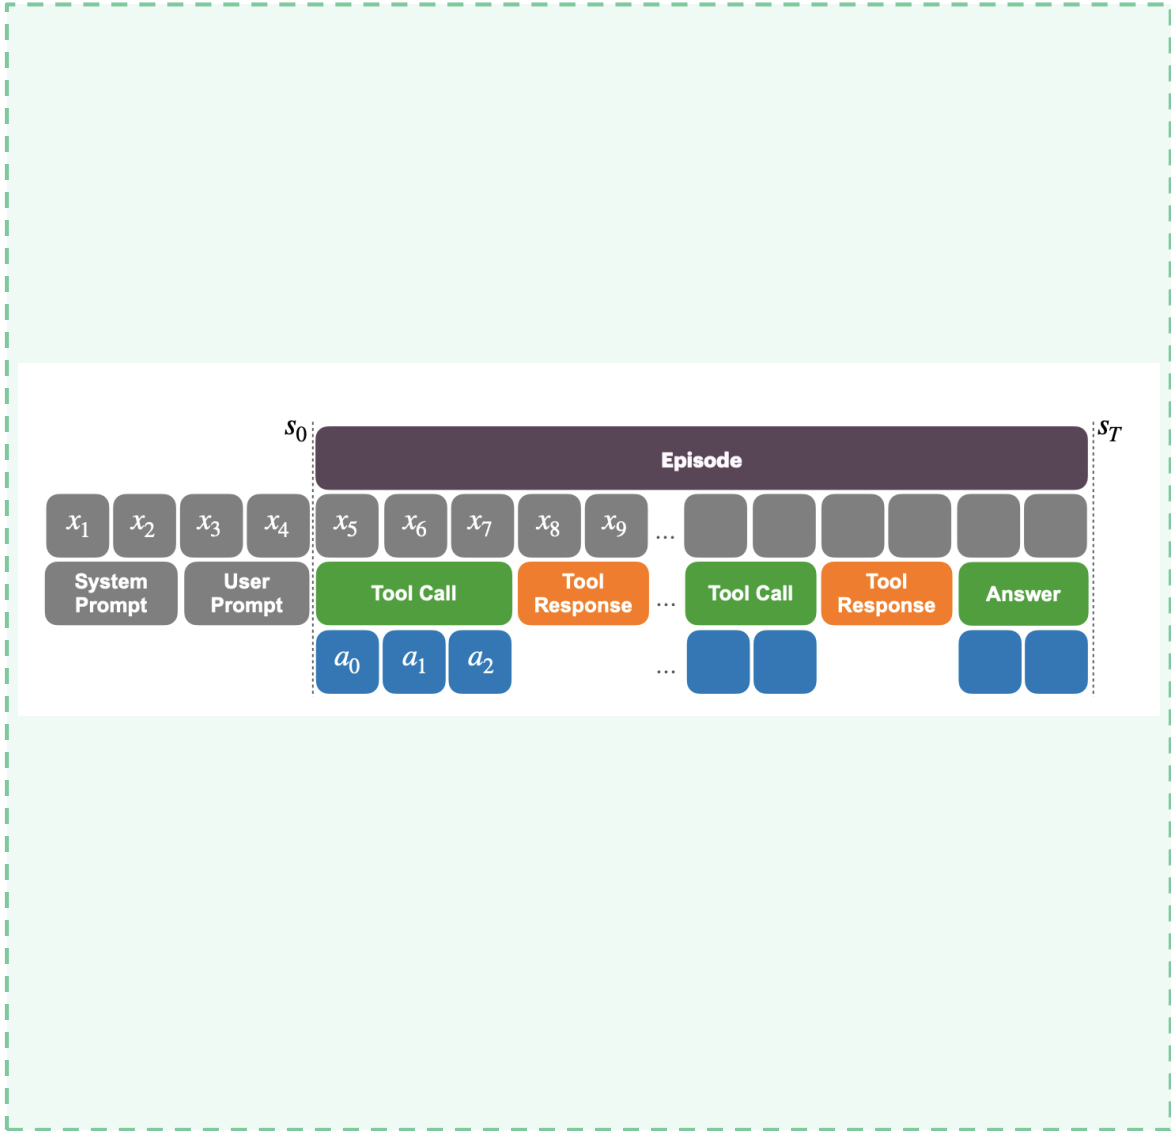 s0
sT
Episode
x1 x2 x3 x4 x5 x6 x7 x8 x9 ...
System Prompt
User Prompt
Tool Call
Tool Response
...
Tool Call
Tool Response
Answer
a0 a1 a2 ...